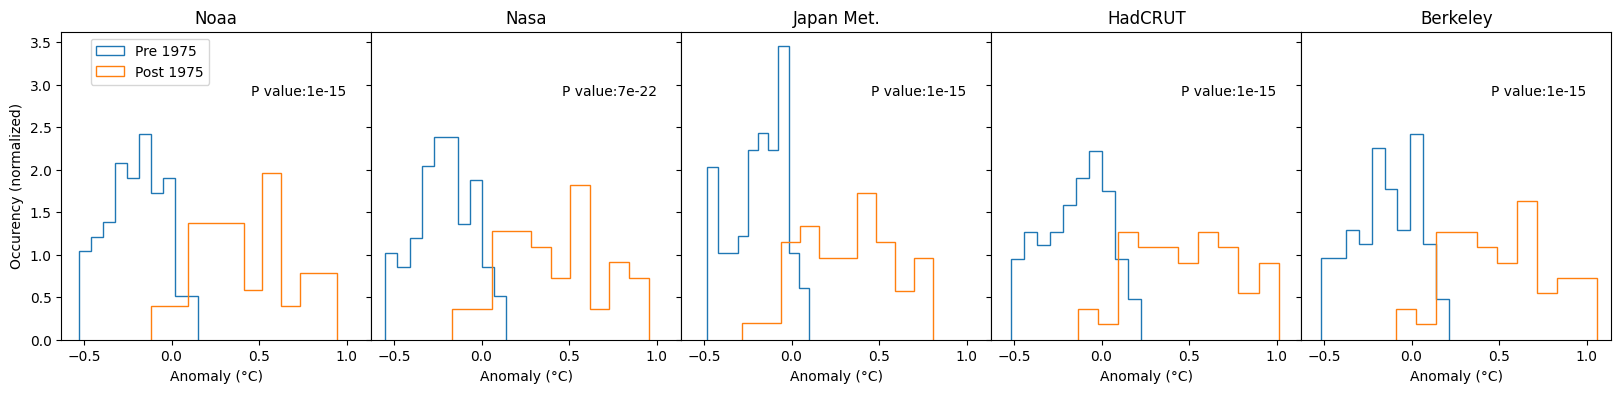 Noaa
Nasa
Japan Met.
HadCRUT
Berkeley
Pre 1975
Post 1975
P value:1e-15
P value:7e-22
P value:1e-15
P value:1e-15
P value:1e-15
Occurency (normalized)
3.5
3.0
2.5
2.0
1.5
1.0
0.5
0.0
−0.5 0.0 0.5 1.0
−0.5 0.0 0.5 1.0
−0.5 0.0 0.5 1.0
−0.5 0.0 0.5 1.0
−0.5 0.0 0.5 1.0
Anomaly (°C)
Anomaly (°C)
Anomaly (°C)
Anomaly (°C)
Anomaly (°C)